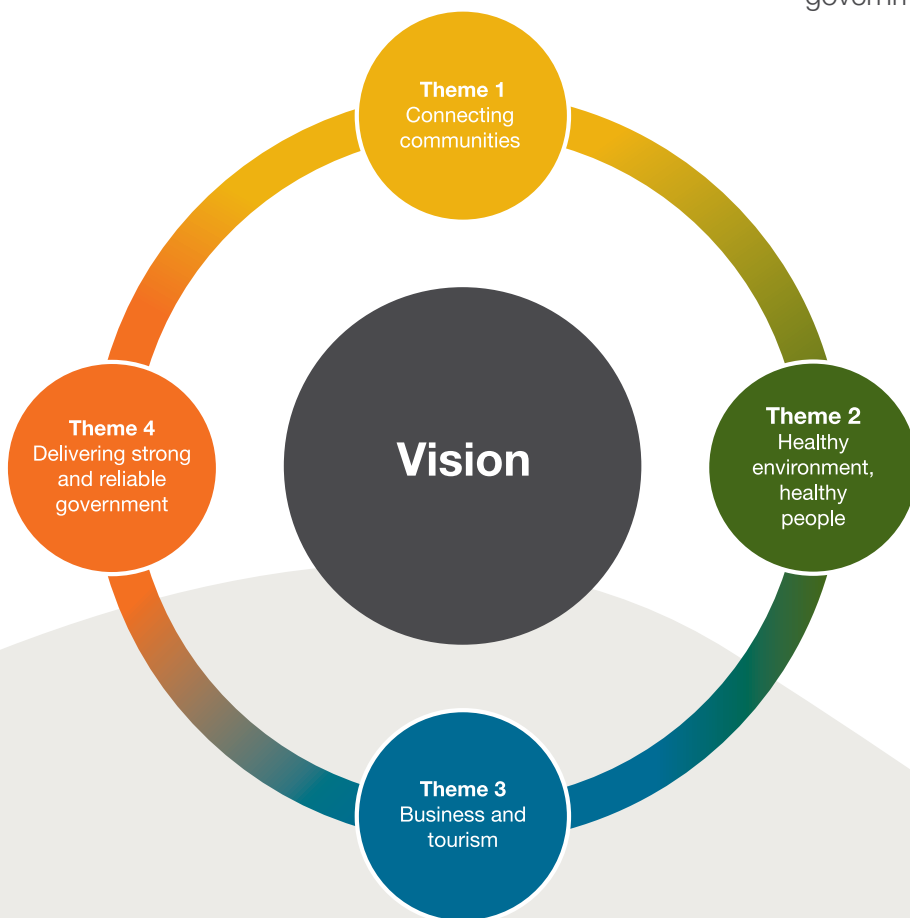 Theme 1
Connecting
communities
Theme 2
Healthy
environment,
healthy
people
Vision
Theme 4
Delivering strong
and reliable
government
Theme 3
Business and
tourism